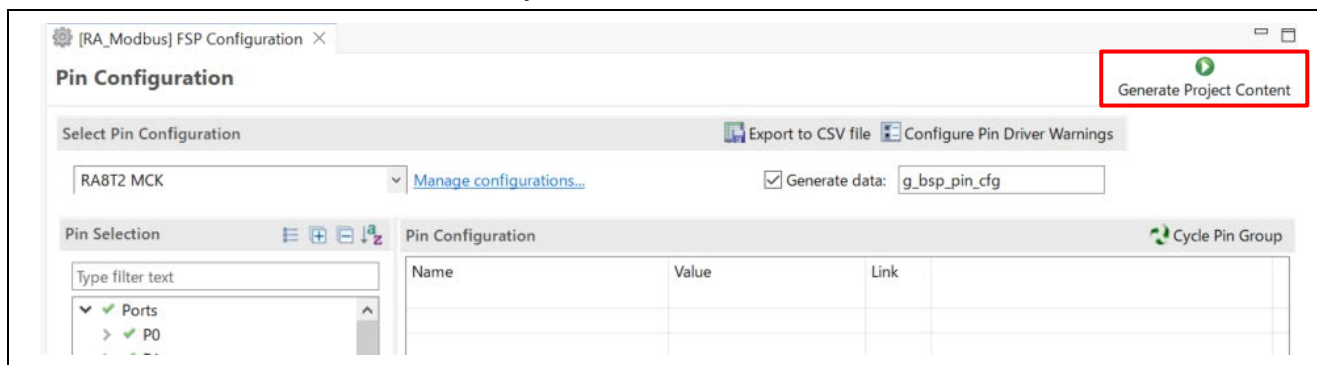 [RA_Modbus] FSP Configuration
Pin Configuration
Generate Project Content
Select Pin Configuration
Export to CSV file Configure Pin Driver Warnings
RA8T2 MCK Manage configurations... Generate data: g_bsp_pin_cfg
Pin Selection
Pin Configuration Cycle Pin Group
Type filter text
Name Value Link
Ports
P0